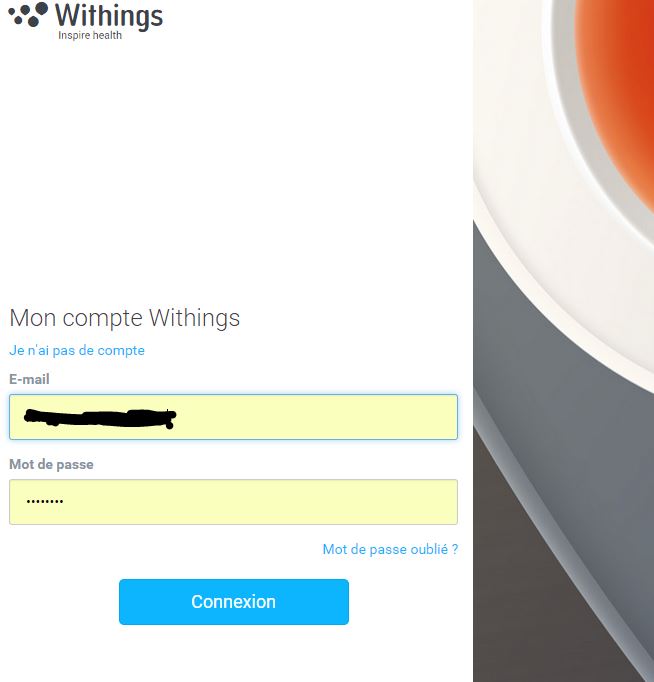 Withings
Inspire health
Mon compte Withings
Je n'ai pas de compte
E-mail
Mot de passe
••••••••
Mot de passe oublié ?
Connexion